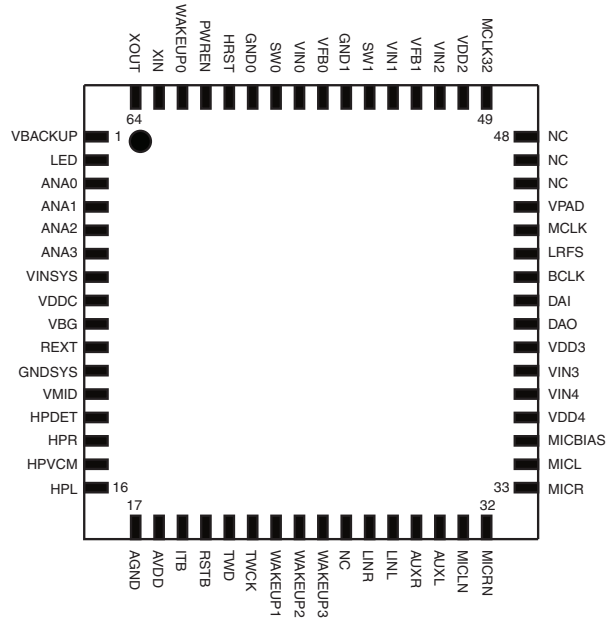 XOUT
XIN
WAKEUP0
PWREN
HRST
GND0
SW0
VIN0
VFB0
GND1
SW1
VIN1
VFB1
VIN2
VDD2
MCLK32
64
49
VBACKUP 1
LED
ANA0
ANA1
ANA2
ANA3
VINSYS
VDDC
VBG
REXT
GNDSYS
VMID
HPDET
HPR
HPVCM
HPL 16
48 NC
NC
NC
VPAD
MCLK
LRFS
BCLK
DAI
DAO
VDD3
VIN3
VIN4
VDD4
MICBIAS
MICL
33 MICR
17
32
AGND
AVDD
ITB
RSTB
TWD
TWCK
WAKEUP1
WAKEUP2
WAKEUP3
NC
LINR
LINL
AUXR
AUXL
MICLN
MICRN